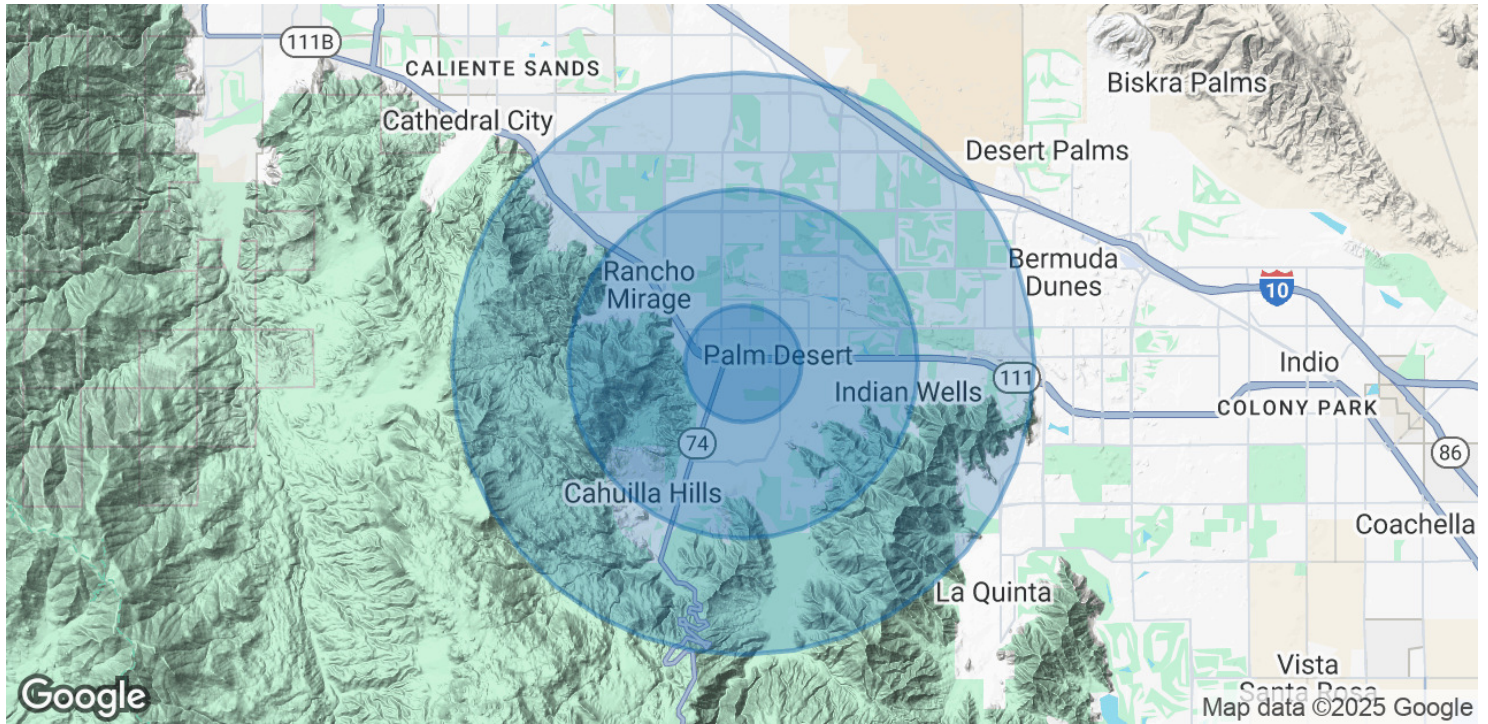 111B
CALIENTE SANDS
Biskra Palms
Cathedral City
Desert Palms
Rancho
Mirage
Bermuda
Dunes
10
Palm Desert
Indio
111
Indian Wells
COLONY PARK
74
86
Cahuilla Hills
Coachella
La Quinta
Vista
Santa Rosa
Google
Map data ©2025 Google